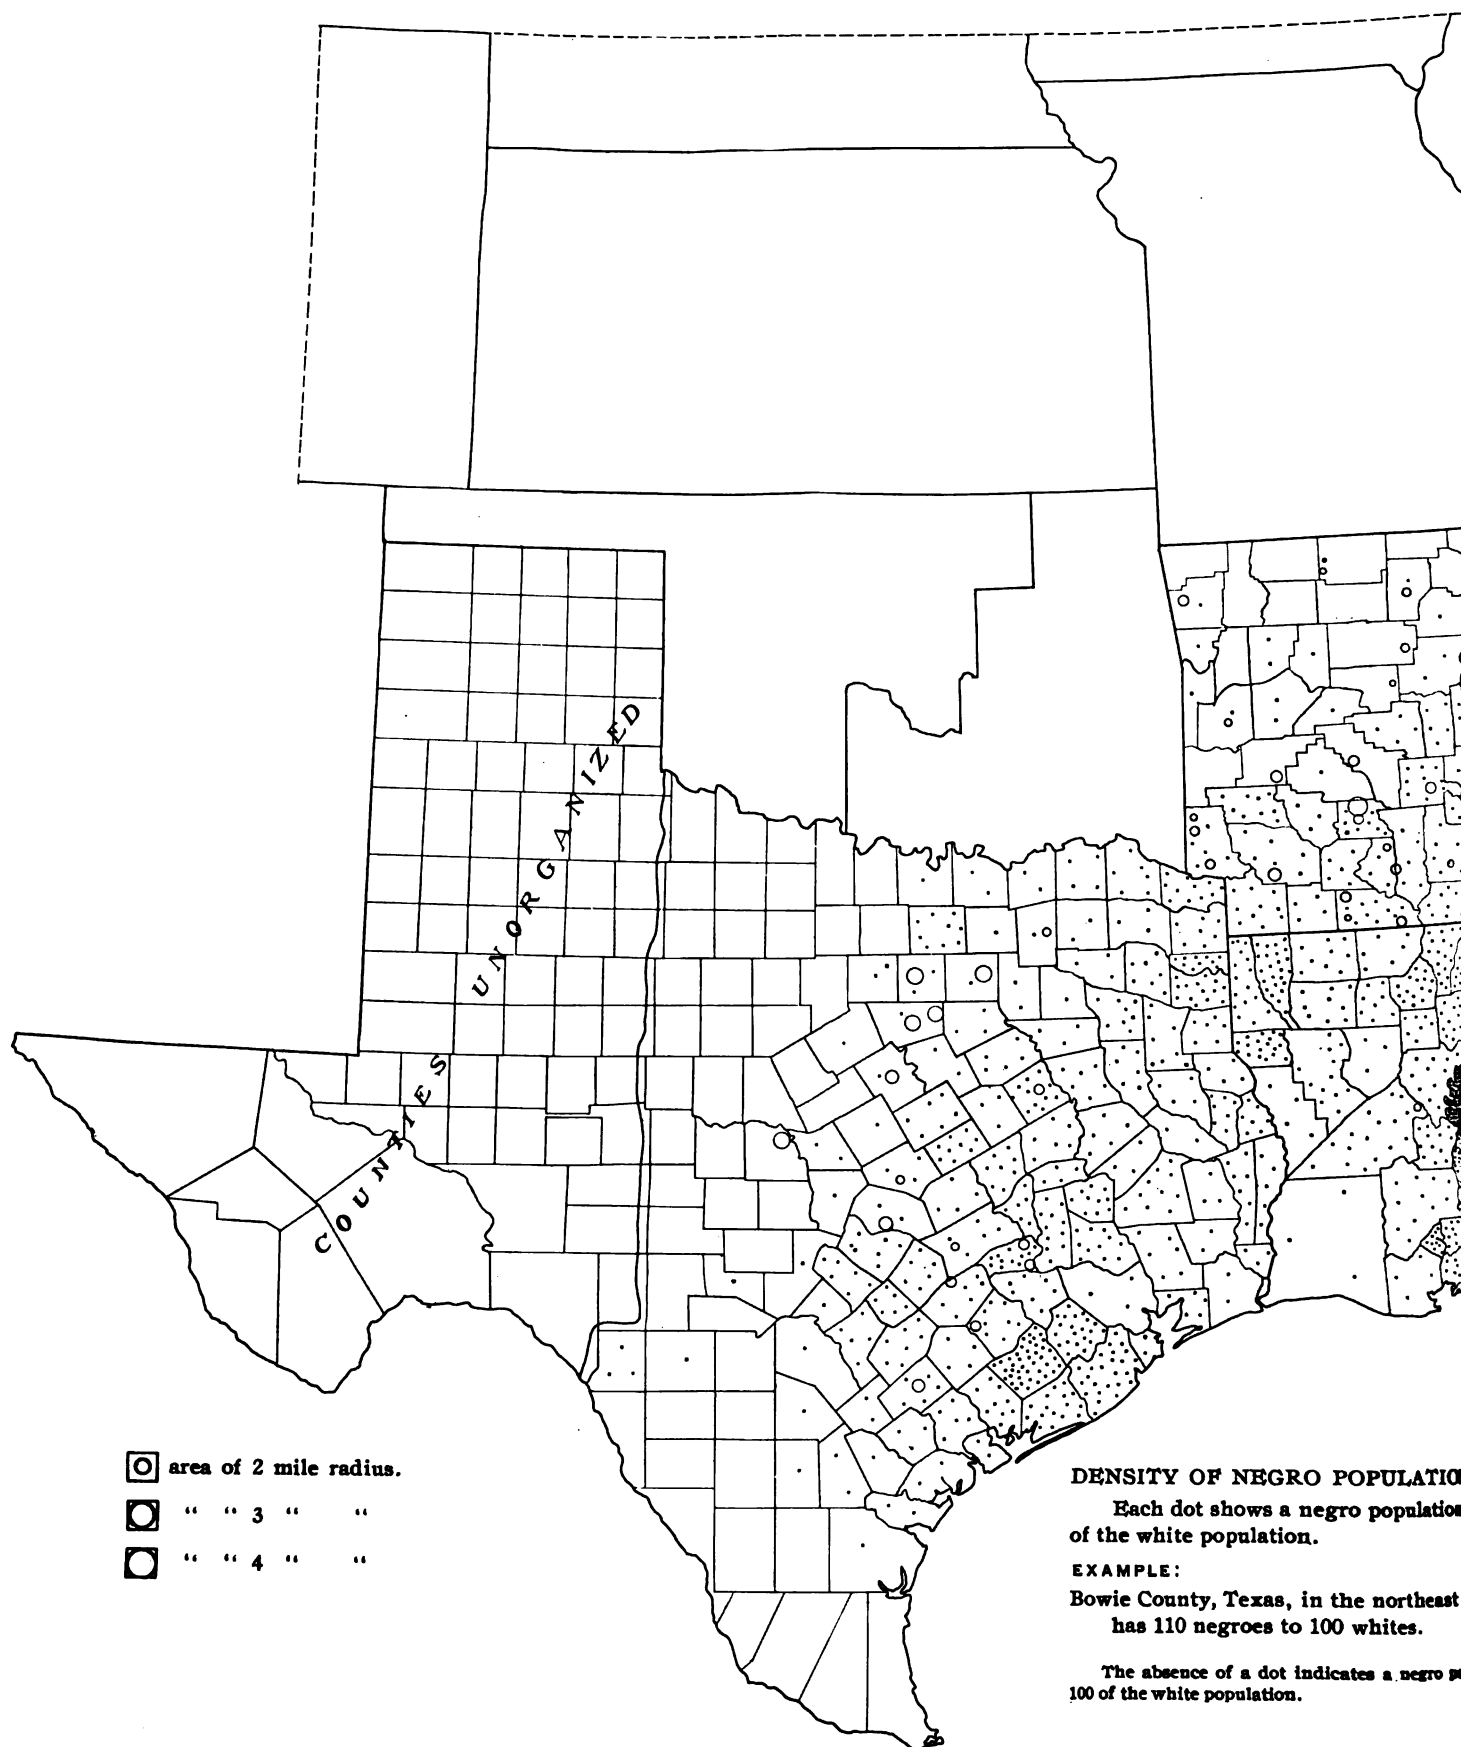 UNORGANIZED
COUNTIES
area of 2 mile radius.
“ “ 3 “ “
“ “ 4 “ “
DENSITY OF NEGRO POPULATIO
Each dot shows a negro population
of the white population.
EXAMPLE:
Bowie County, Texas, in the northeast
has 110 negroes to 100 whites.
The absence of a dot indicates a negro
100 of the white population.